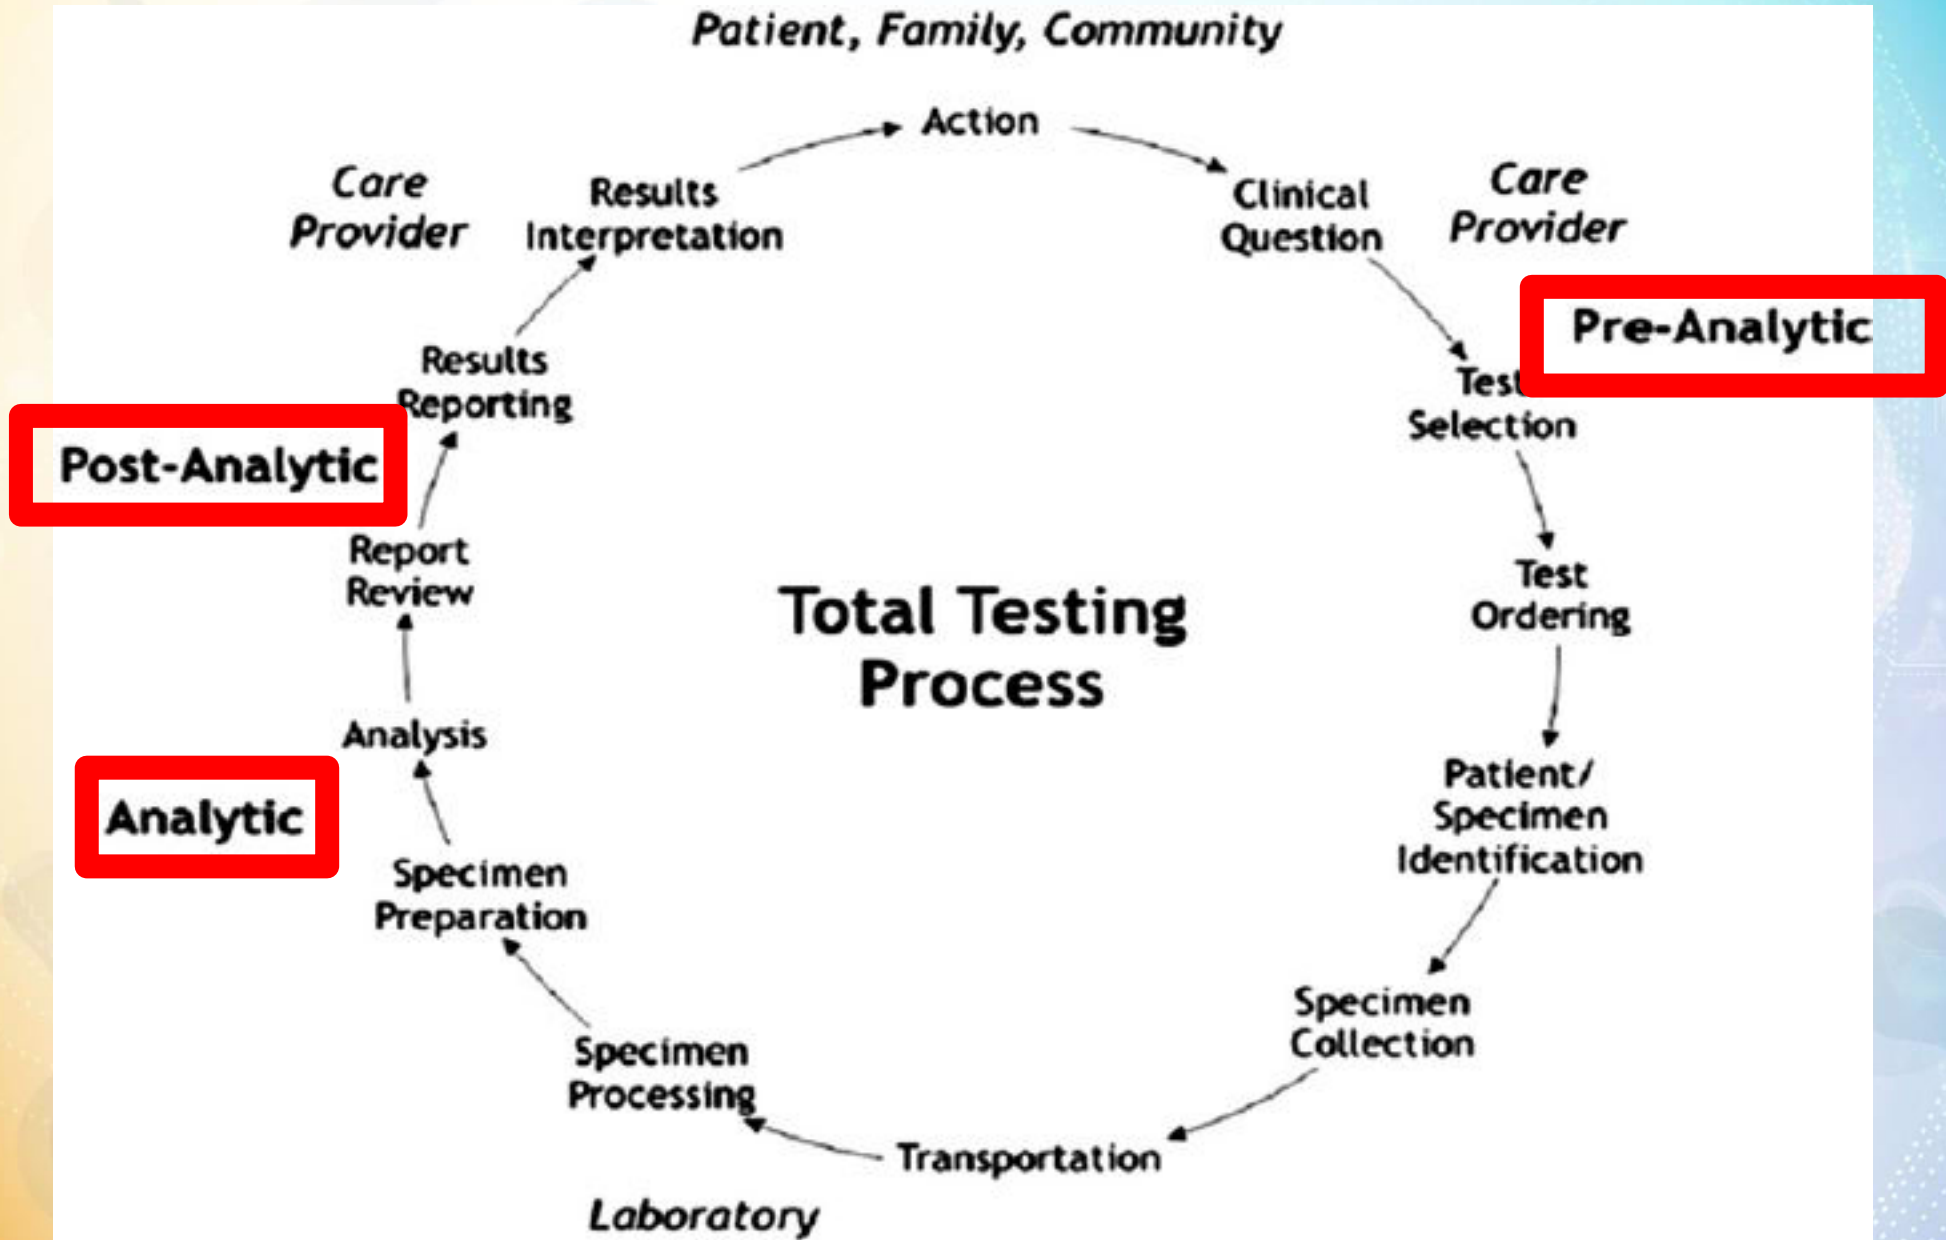 Patient, Family, Community
Action
Clinical
Question
Care
Provider
Pre-Analytic
Test
Selection
Test
Ordering
Patient/
Specimen
Identification
Specimen
Collection
Transportation
Laboratory
Specimen
Processing
Specimen
Preparation
Analytic
Analysis
Report
Review
Post-Analytic
Results
Reporting
Care
Provider
Results
Interpretation
Total Testing
Process